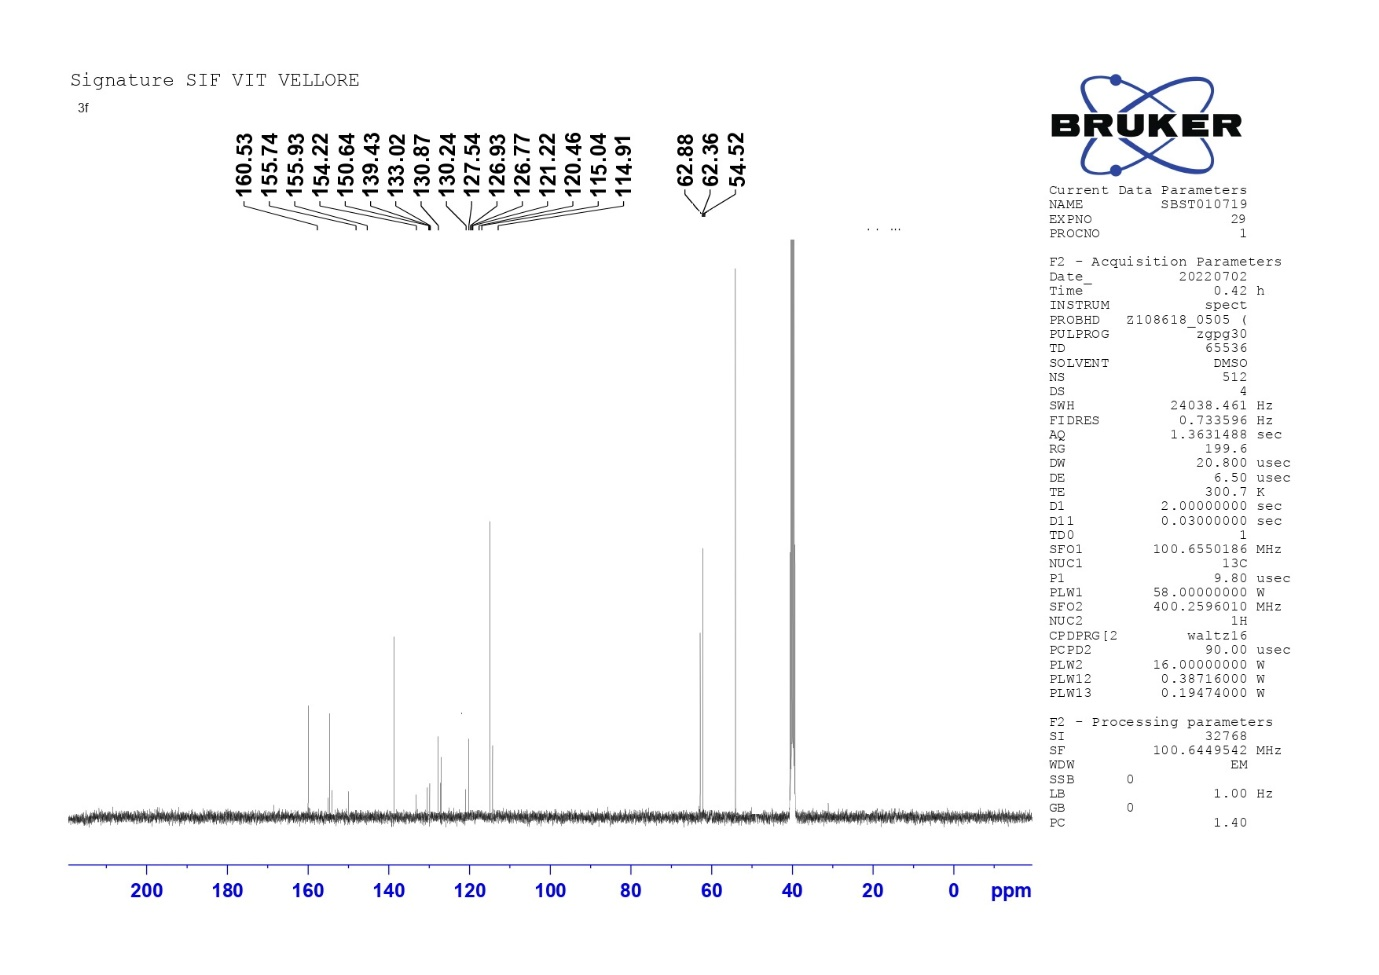 Signature SIF VIT VELLORE
3f
160.53
155.74
155.93
154.22
150.64
139.43
133.02
130.87
130.24
127.54
126.93
126.77
121.22
120.46
115.04
114.91
62.88
62.36
54.52
BRUKER
Current Data Parameters
NAME SBST010719
EXPNO 29
PROCNO 1
F2 - Acquisition Parameters
Date_ 20220702
Time 0.42 h
INSTRUM spect
PROBHD Z108618_0505 (
PULPROG zgpg30
TD 65536
SOLVENT DMSO
NS 512
DS 4
SWH 24038.461 Hz
FIDRES 0.733596 Hz
AQ 1.3631488 sec
RG 199.6
DW 20.800 usec
DE 6.50 usec
TE 300.7 K
D1 2.00000000 sec
D11 0.03000000 sec
TD0 1
SFO1 100.6550186 MHz
NUC1 13C
P1 9.80 usec
PLW1 58.00000000 W
SFO2 400.2596010 MHz
NUC2 1H
CPDPRG[2 waltz16
PCPD2 90.00 usec
PLW2 16.00000000 W
PLW12 0.38716000 W
PLW13 0.19474000 W
F2 - Processing parameters
SI 32768
SF 100.6449542 MHz
WDW EM
SSB 0
LB 1.00 Hz
GB 0
PC 1.40
200 180 160 140 120 100 80 60 40 20 0 ppm